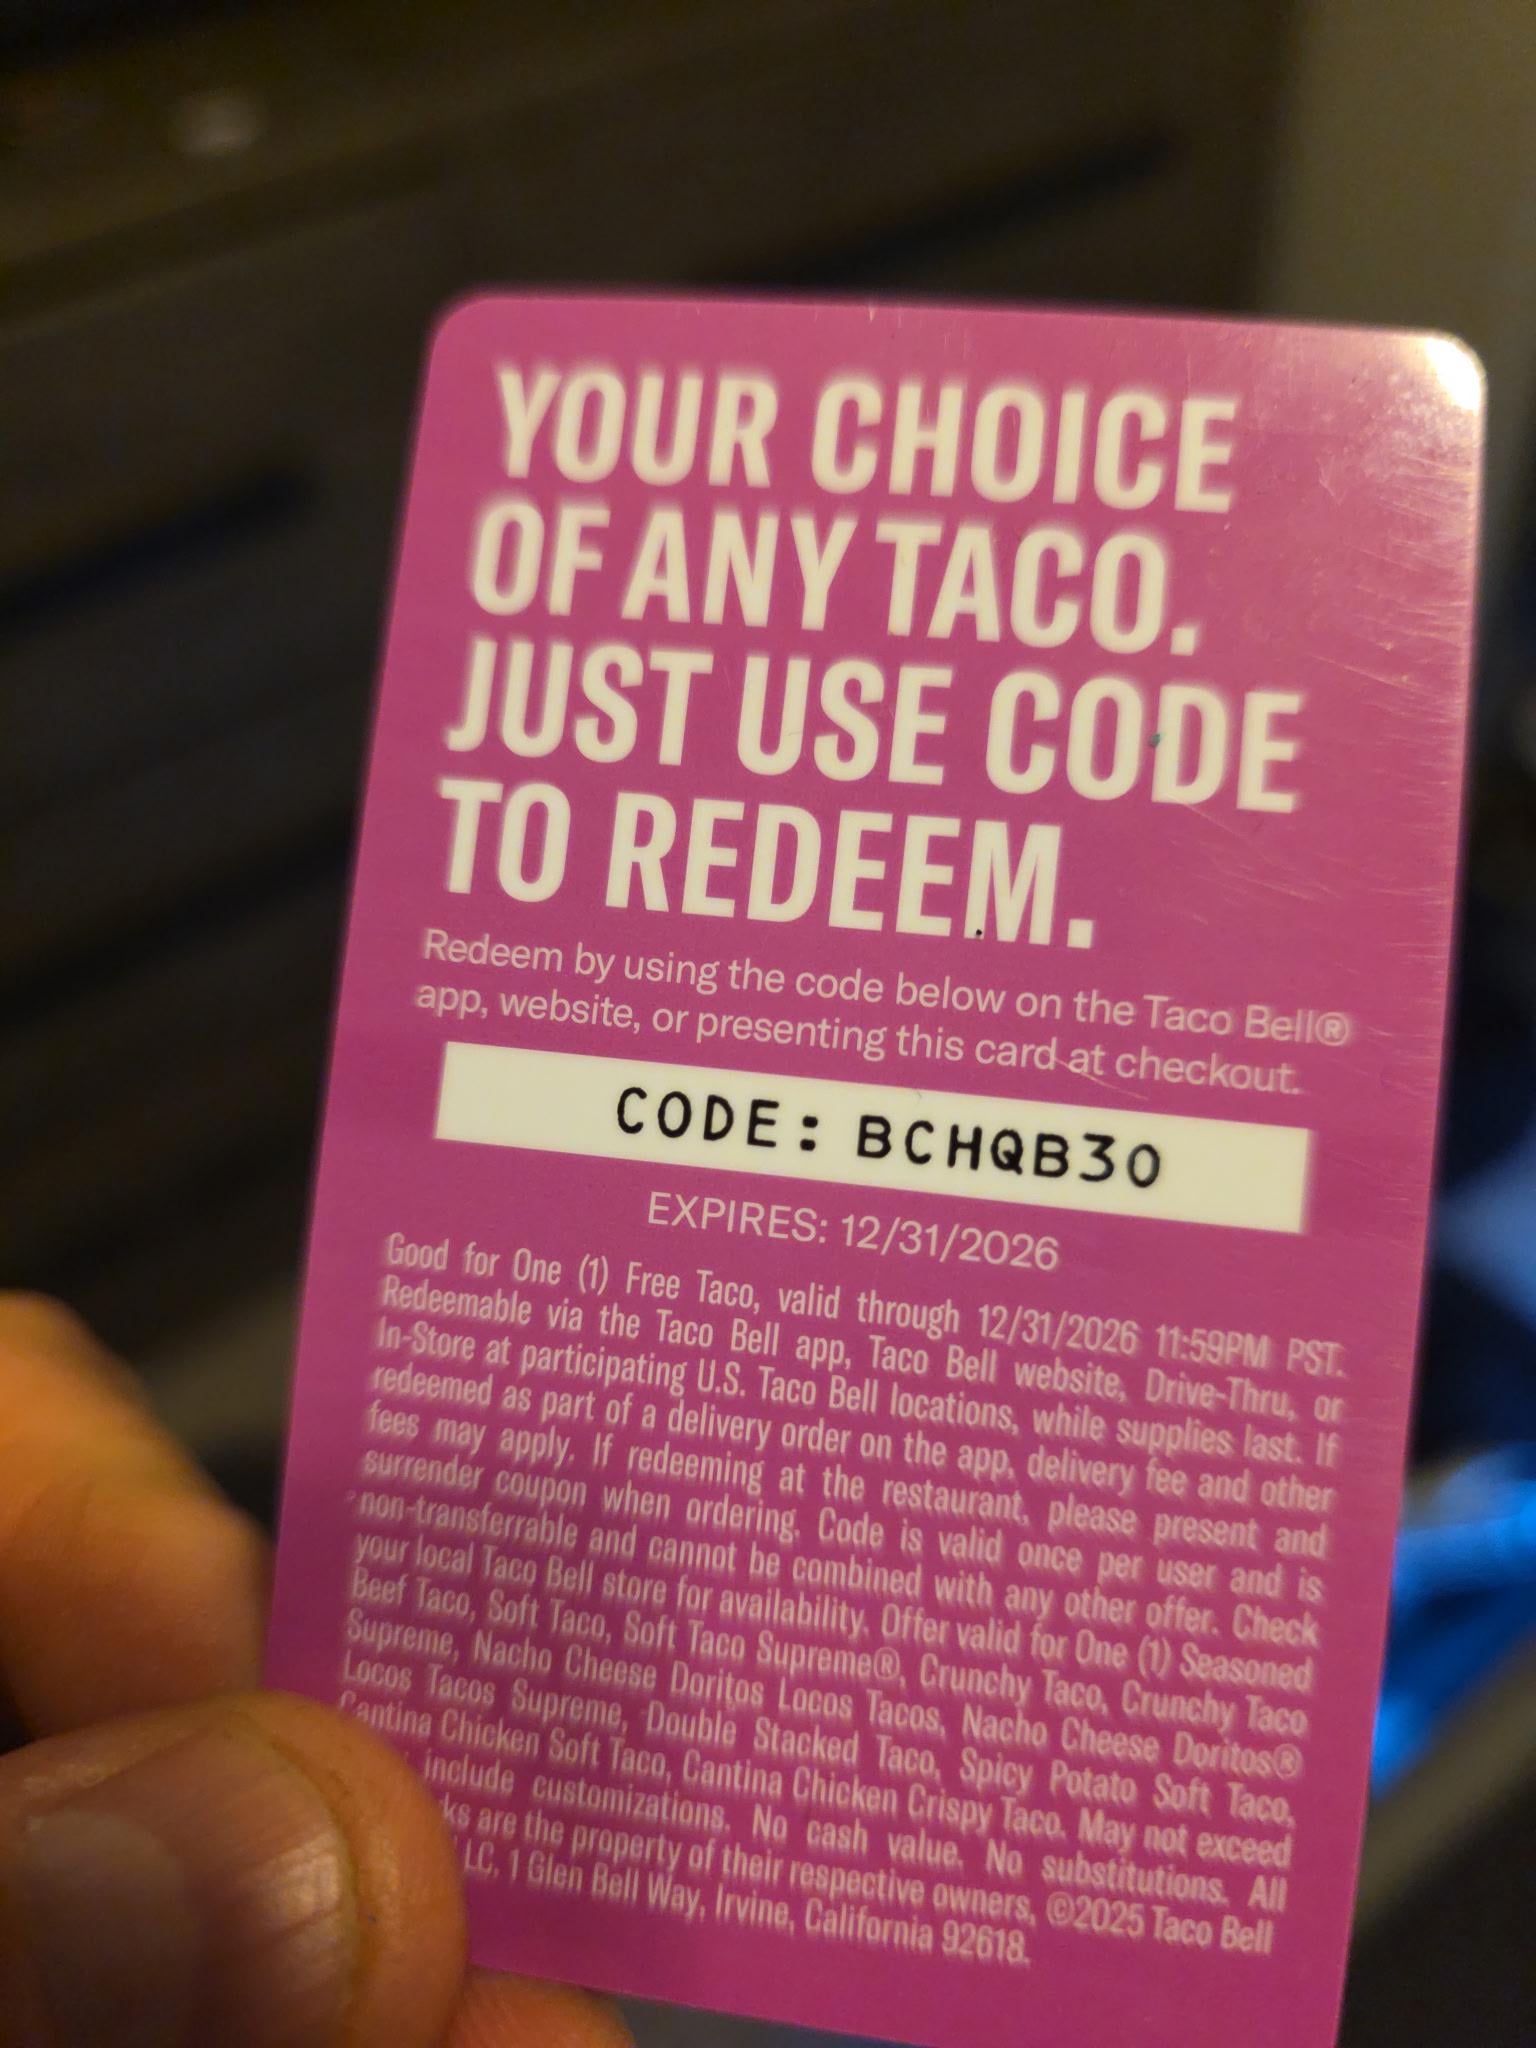 YOUR CHOICE
OF ANY TACO.
JUST USE CODE
TO REDEEM.
Redeem by using the code below on the Taco Bell®
app, website, or presenting this card at checkout.
CODE: BCHQB30
EXPIRES: 12/31/2026
Good for One (1) Free Taco, valid through 12/31/2026 11:59PM PST.
Redeemable via the Taco Bell app, Taco Bell website, Drive-Thru, or
In-Store at participating U.S. Taco Bell locations, while supplies last. If
redeemed as part of a delivery order on the app, delivery fee and other
fees may apply. If redeeming at the restaurant, please present and
surrender coupon when ordering. Code is valid once per user and is
non-transferrable and cannot be combined with any other offer. Check
your local Taco Bell store for availability. Offer valid for One (1) Seasoned
Beef Taco, Soft Taco, Soft Taco Supreme®, Crunchy Taco, Crunchy Taco
Supreme, Nacho Cheese Doritos Locos Tacos, Nacho Cheese Doritos®
Locos Tacos Supreme, Double Stacked Taco, Spicy Potato Soft Taco,
Cantina Chicken Soft Taco, Cantina Chicken Crispy Taco. May not exceed
include customizations. No cash value. No substitutions. All
are the property of their respective owners, ©2025 Taco Bell
1 Glen Bell Way, Irvine, California 92618.